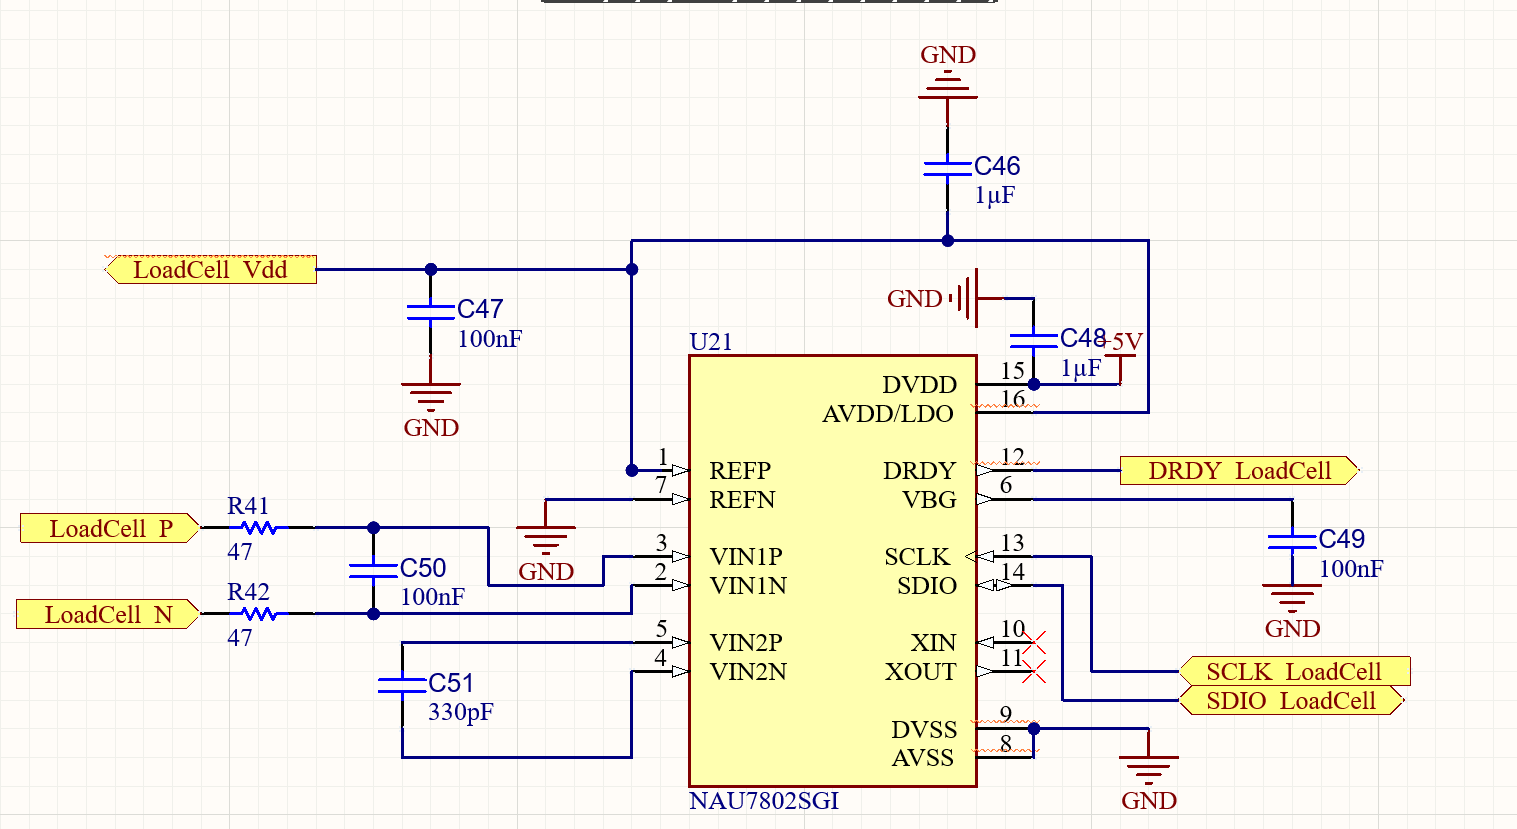 GND
C46
1µF
LoadCell_Vdd
C47
100nF
GND
GND
C48
1µF
+5V
U21
DVDD
15
AVDD/LDO
16
1
REFP
DRDY
12
DRDY_LoadCell
7
REFN
VBG
6
GND
R41
47
LoadCell_P
3
VIN1P
SCLK
13
C49
100nF
GND
C50
100nF
2
VIN1N
SDIO
14
R42
47
LoadCell_N
5
VIN2P
XIN
10
4
VIN2N
XOUT
11
SCLK_LoadCell
SDIO_LoadCell
C51
330pF
DVSS
9
AVSS
8
GND
NAU7802SGI